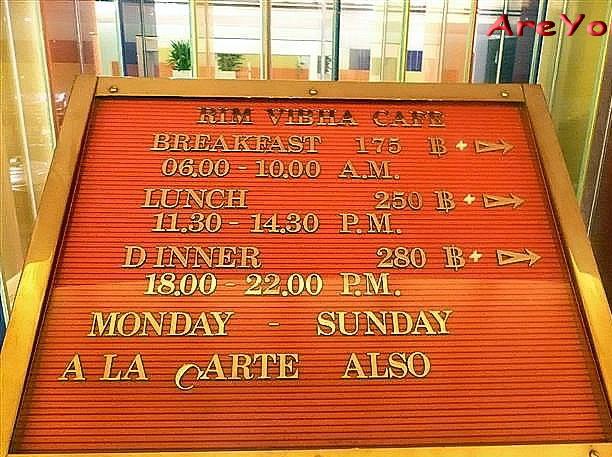 AreYo
RIM VIBHA CAFE
BREAKFAST 175 ฿+
06.00 - 10.00 A.M.
LUNCH 250 ฿+
11.30 - 14.30 P.M.
DINNER 280 ฿+
18.00 - 22.00 P.M.
MONDAY - SUNDAY
A LA CARTE ALSO